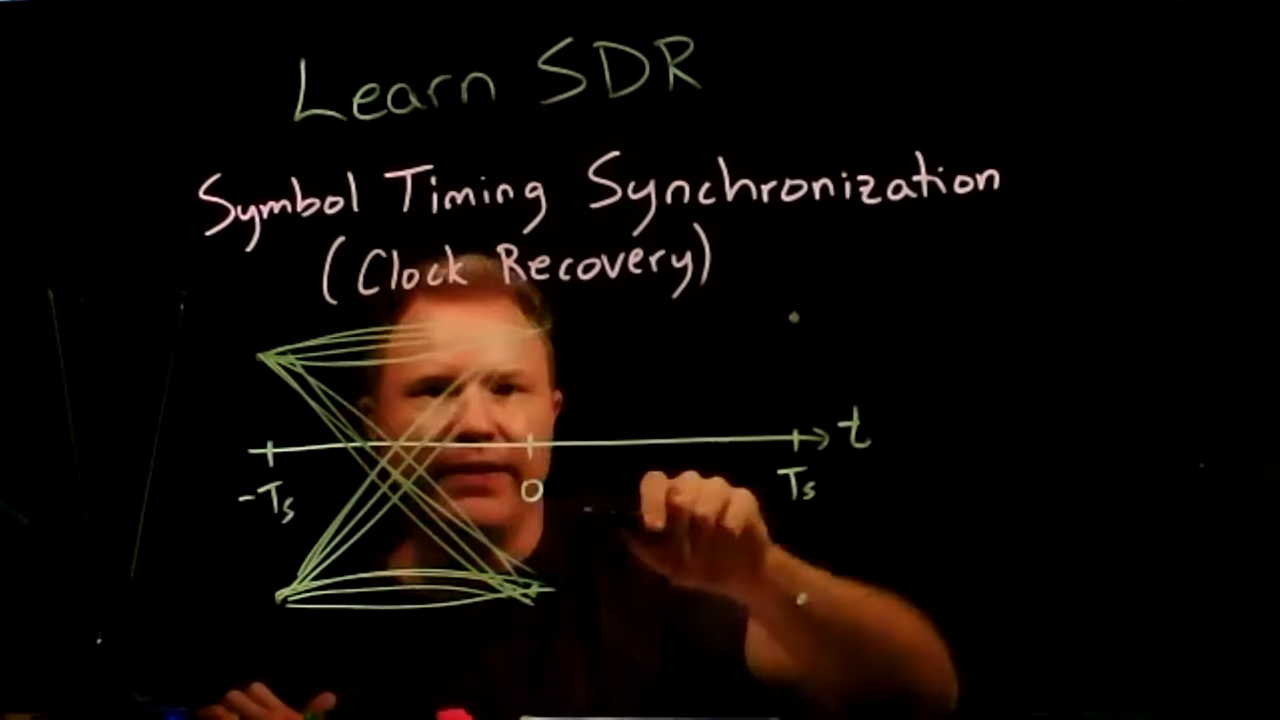 Learn SDR
Symbol Timing Synchronization
(Clock Recovery)
t
-Ts 0 Ts